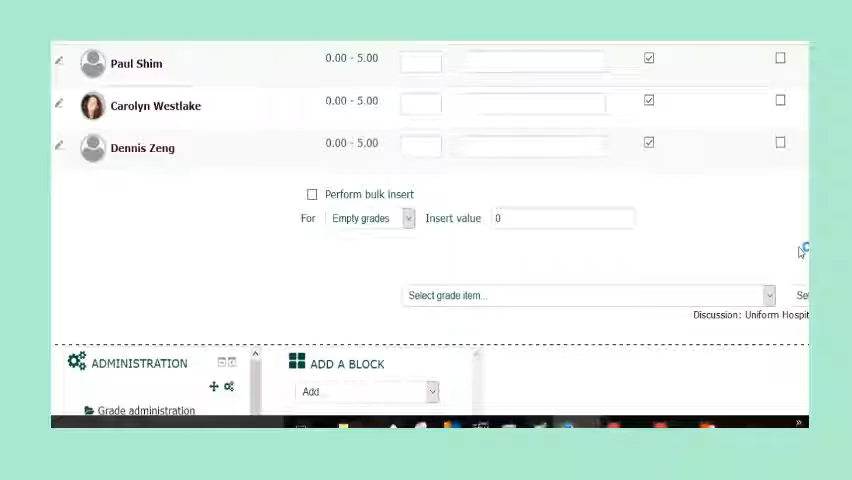 Paul Shim 0.00 - 5.00
Carolyn Westlake 0.00 - 5.00
Dennis Zeng 0.00 - 5.00
Perform bulk insert
For Empty grades Insert value 0
Select grade item...
Discussion: Uniform Hospit
ADMINISTRATION
ADD A BLOCK
Add
Grade administration